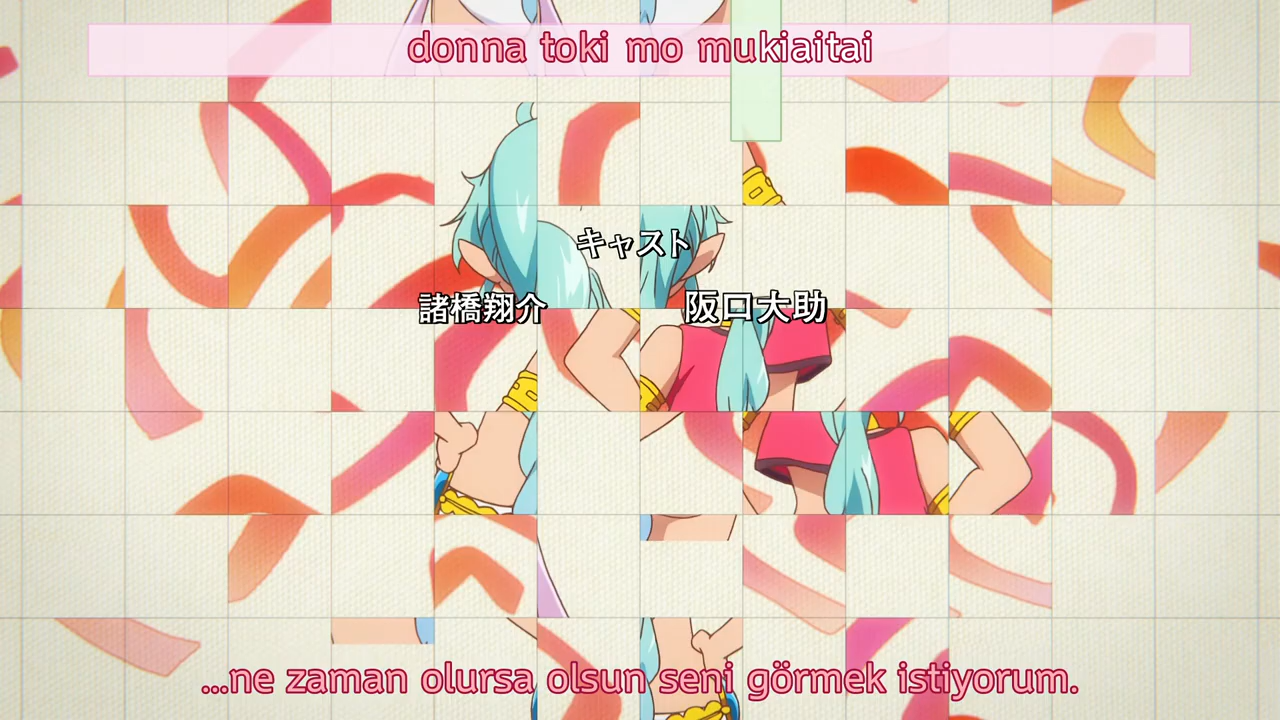 donna toki mo mukiaitai
キャスト
諸橋翔介 阪口大助
...ne zaman olursa olsun seni görmek istiyorum.